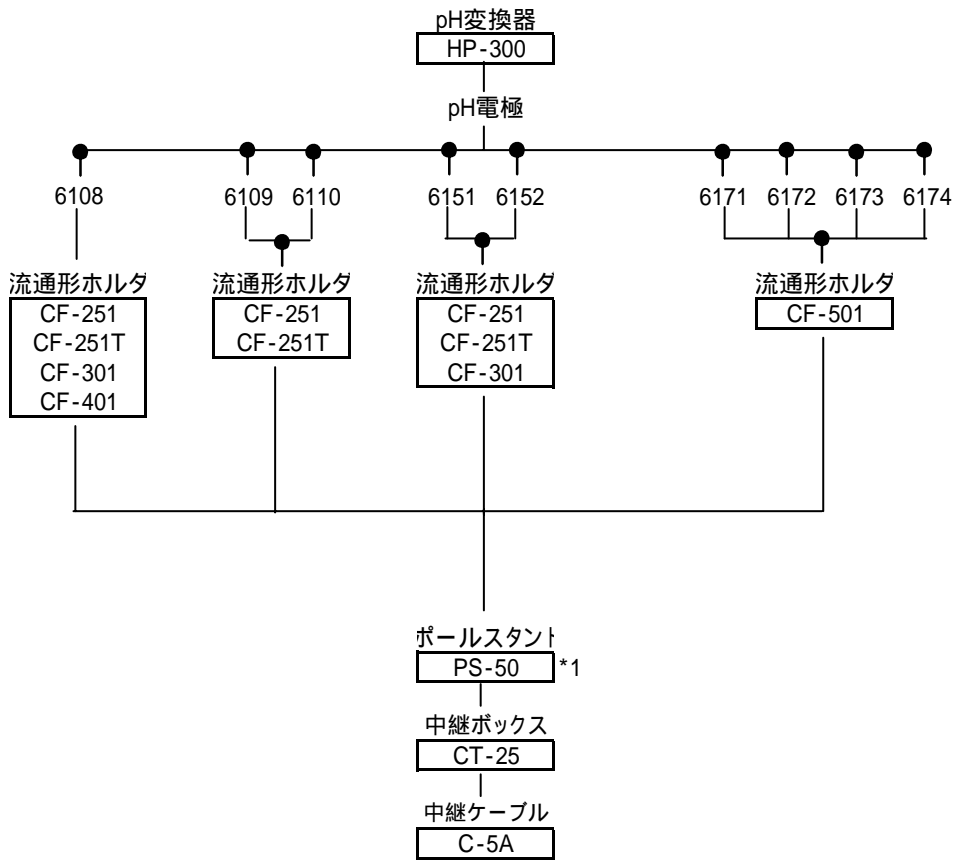 pH変換器
HP-300
pH電極
6108 6109 6110 6151 6152 6171 6172 6173 6174
流通形ホルダ 流通形ホルダ 流通形ホルダ 流通形ホルダ
CF-251 CF-251 CF-251 CF-501
CF-251T CF-251T CF-251T
CF-301 CF-301
CF-401
ポールスタンド
PS-50 *1
中継ボックス
CT-25
中継ケーブル
C-5A